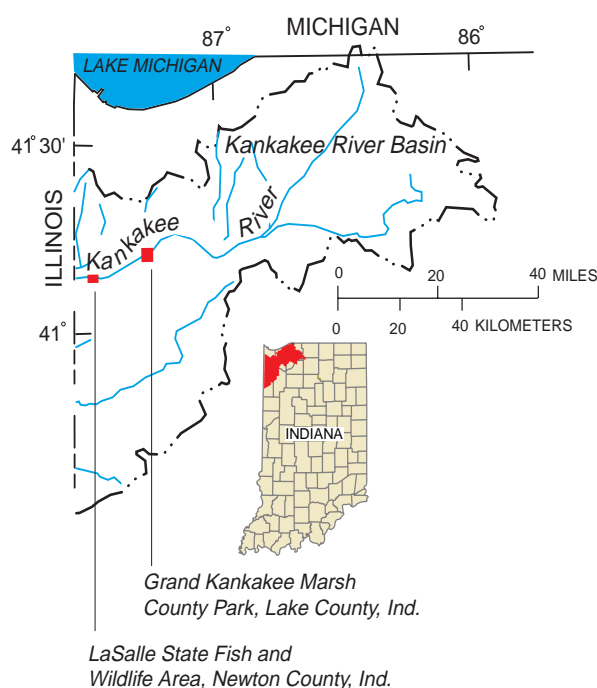 MICHIGAN
87°
86°
LAKE MICHIGAN
41°30'
Kankakee River Basin
ILLINOIS
Kankakee River
0 20 40 MILES
0 20 40 KILOMETERS
41°
INDIANA
Grand Kankakee Marsh
County Park, Lake County, Ind.
LaSalle State Fish and
Wildlife Area, Newton County, Ind.